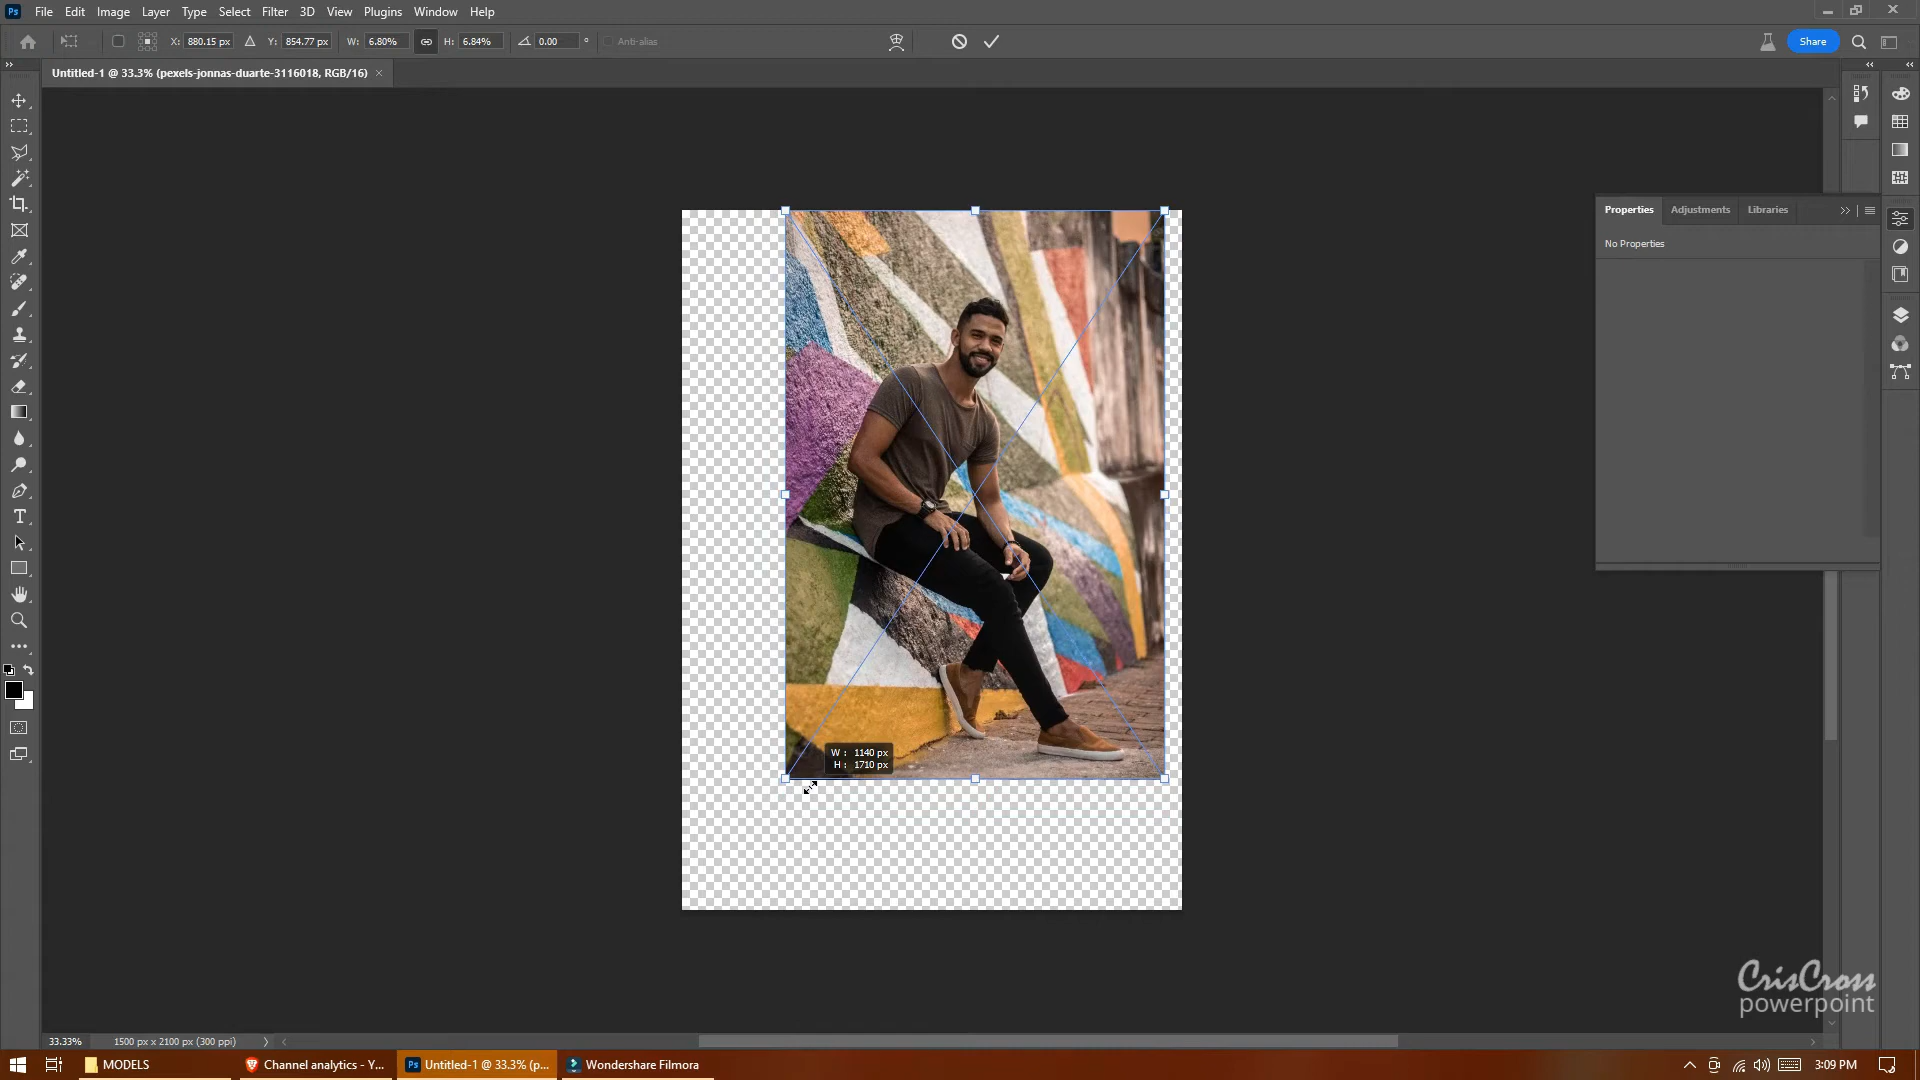 Ps File Edit Image Layer Type Select Filter 3D View Plugins Window Help
X: 880.15 px Y: 854.77 px W: 6.80% H: 6.84% 0.00 ° Anti-alias Share
Untitled-1 @ 33.3% (pexels-jonnas-duarte-3116018, RGB/16) ×
Properties Adjustments Libraries
No Properties
W : 1140 px
H : 1710 px
CrisCross
powerpoint
33.33% 1500 px x 2100 px (300 ppi)
MODELS Channel analytics - Y... Ps Untitled-1 @ 33.3% (p... Wondershare Filmora 3:09 PM